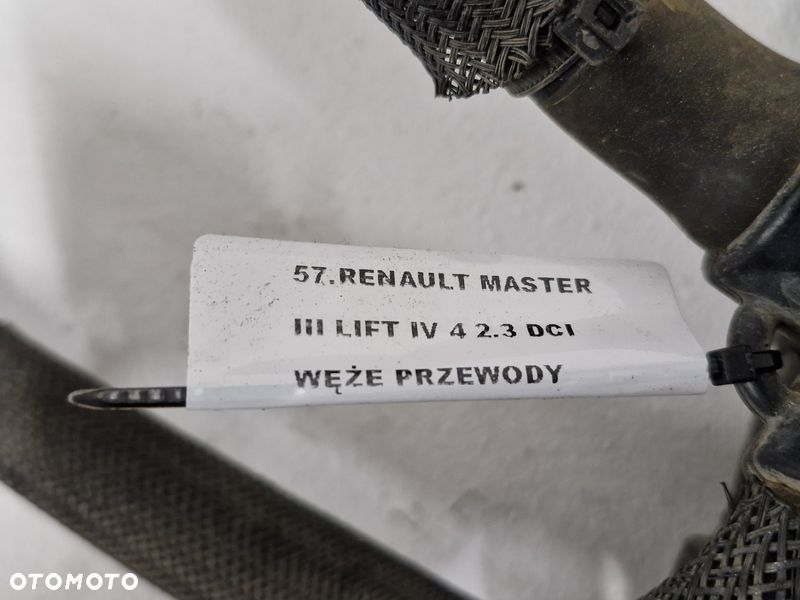 57.RENAULT MASTER
III LIFT IV 4 2.3 DCI
WĘŻE PRZEWODY
OTOMOTO